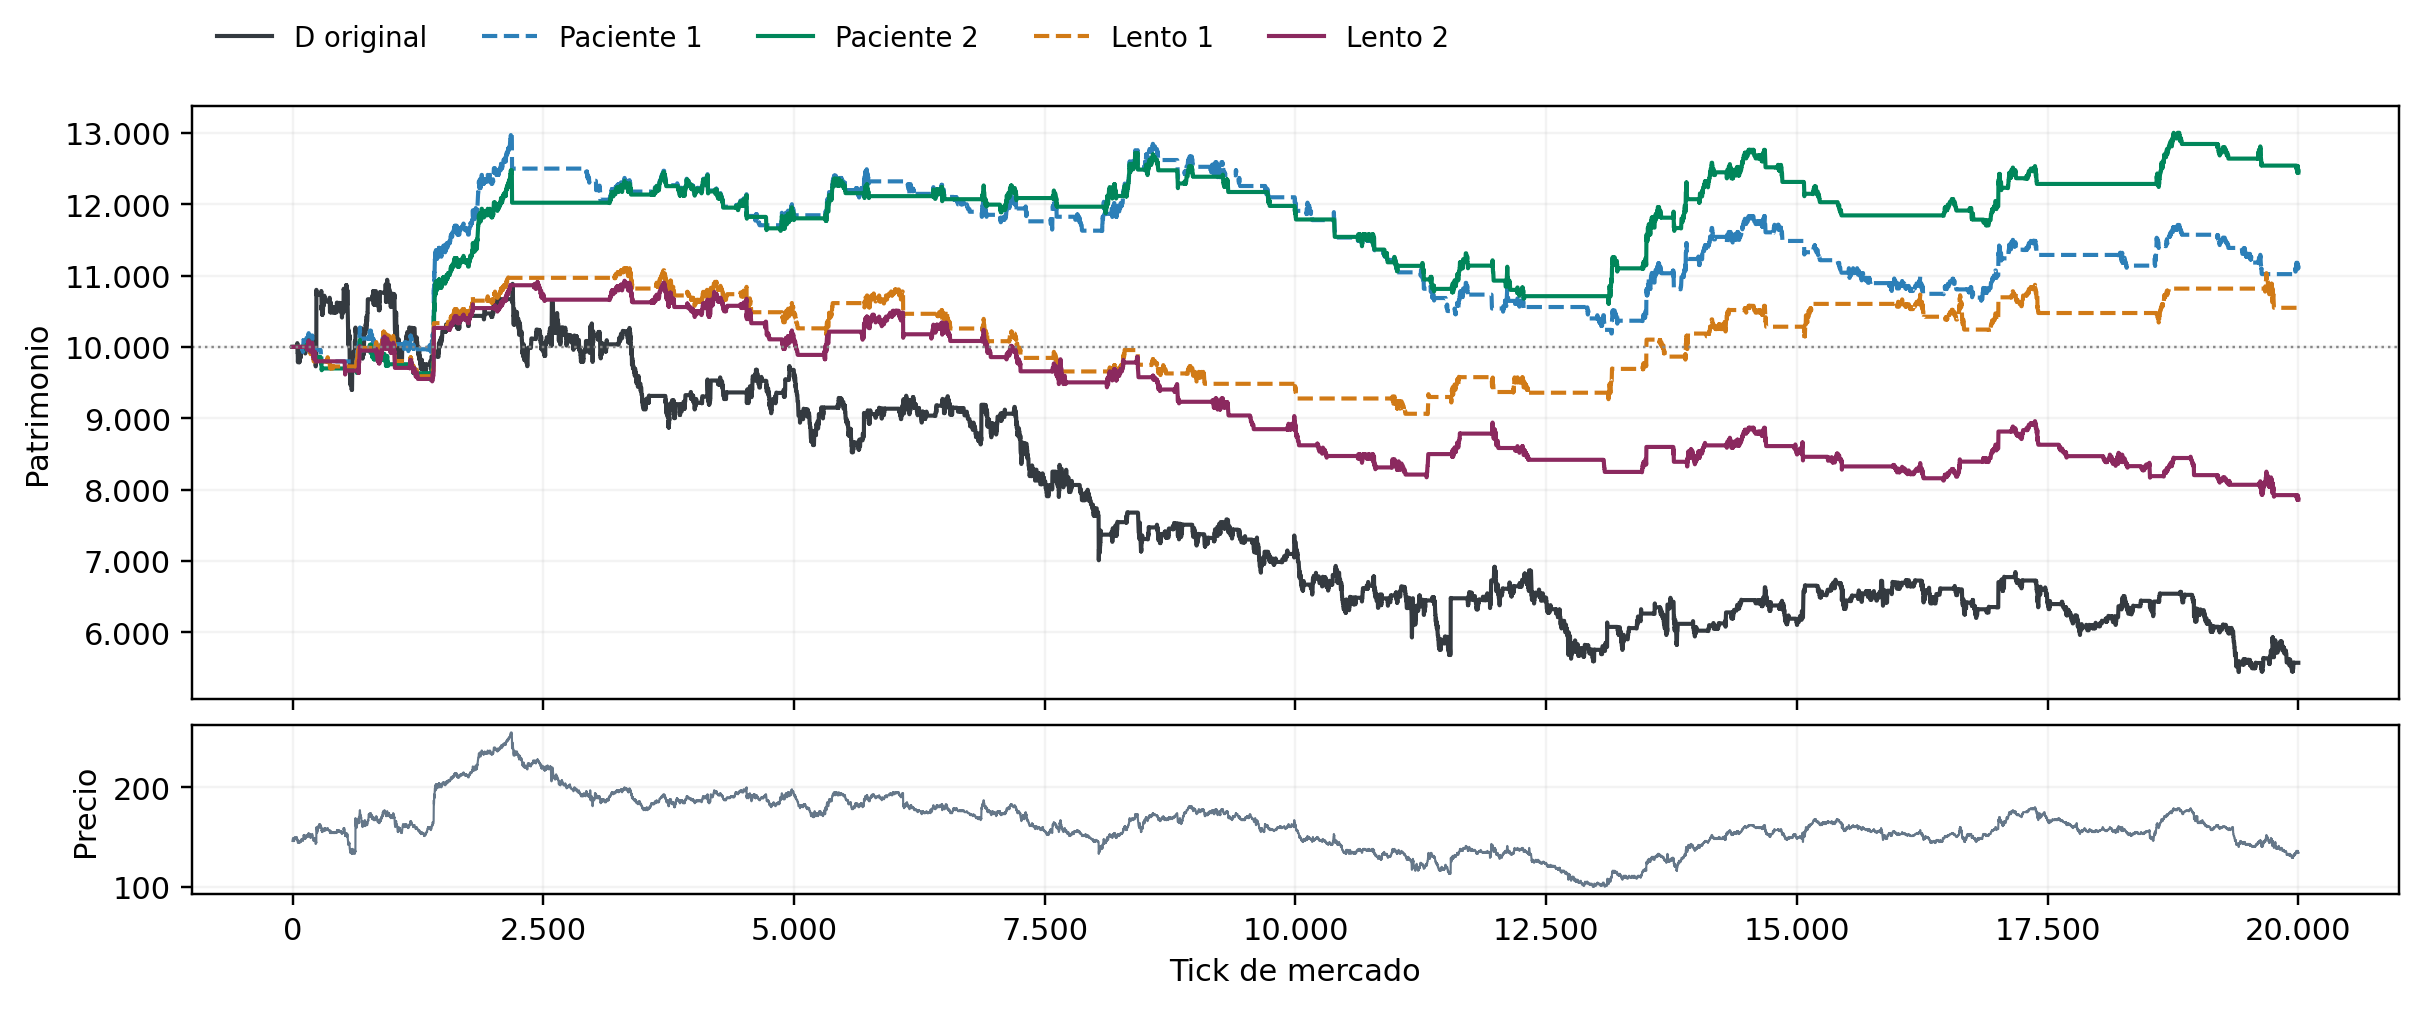 D original Paciente 1 Paciente 2 Lento 1 Lento 2
13.000
12.000
11.000
10.000
9.000
8.000
7.000
6.000
Patrimonio
200
100
Precio
0 2.500 5.000 7.500 10.000 12.500 15.000 17.500 20.000
Tick de mercado